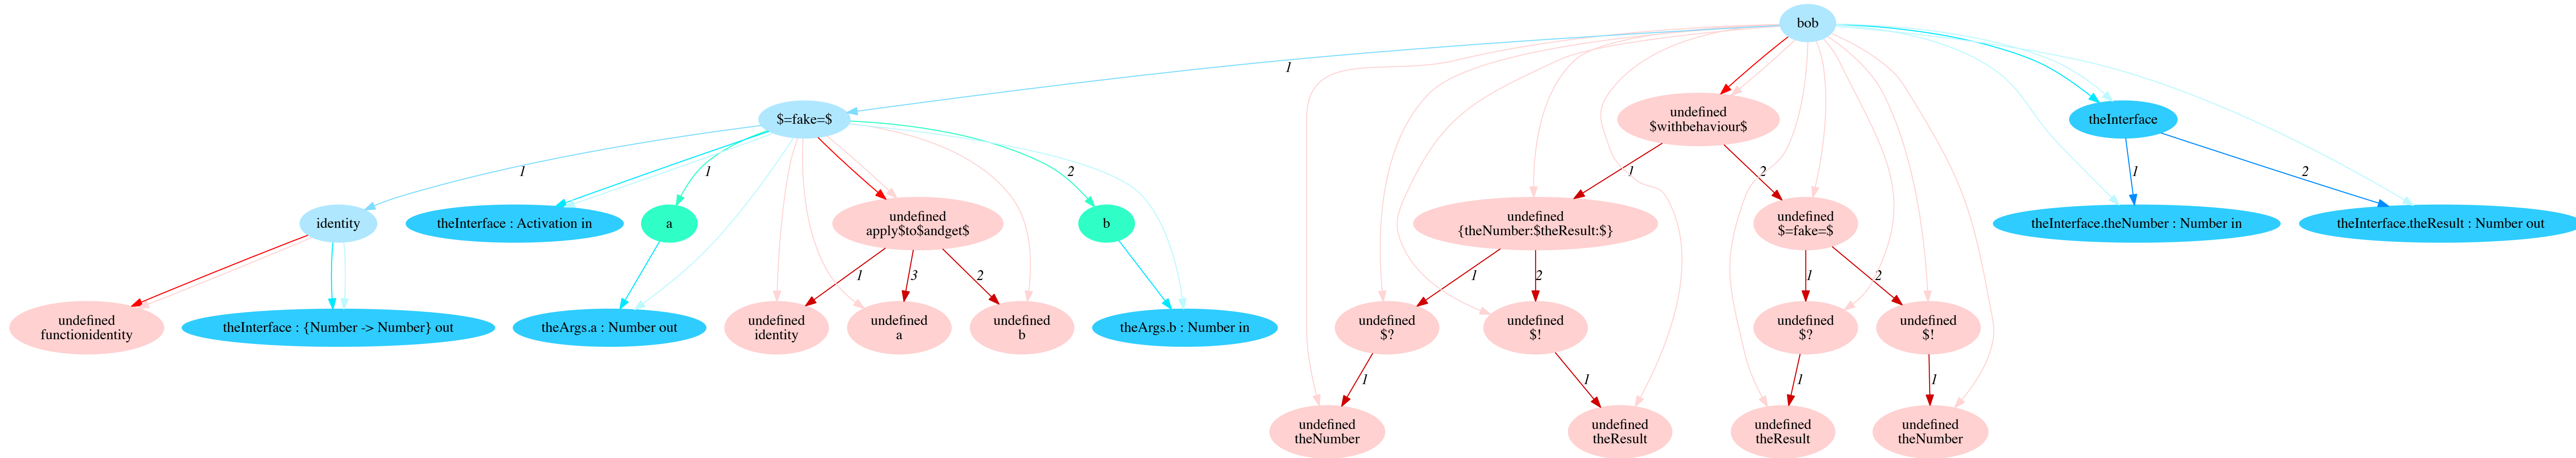 bob
1
$=fake=$
undefined
$withbehaviour$
theInterface
1
1
2
1
2
1
2
identity
theInterface : Activation in
a
undefined
apply$to$andget$
b
undefined
{theNumber:$theResult:$}
undefined
$=fake=$
theInterface.theNumber : Number in
theInterface.theResult : Number out
1
3
2
1
2
1
2
undefined
functionidentity
theInterface : {Number -> Number} out
theArgs.a : Number out
undefined
identity
undefined
a
undefined
b
theArgs.b : Number in
undefined
$?
undefined
$!
undefined
$?
undefined
$!
1
1
1
1
undefined
theNumber
undefined
theResult
undefined
theResult
undefined
theNumber